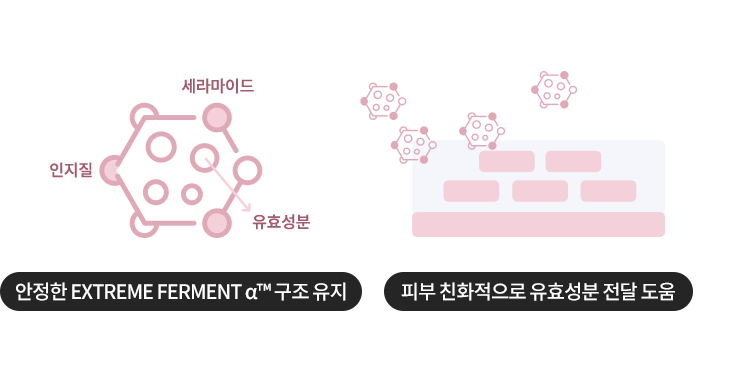 세라마이드
인지질
유효성분
안정한 EXTREME FERMENT α™ 구조 유지
피부 친화적으로 유효성분 전달 도움